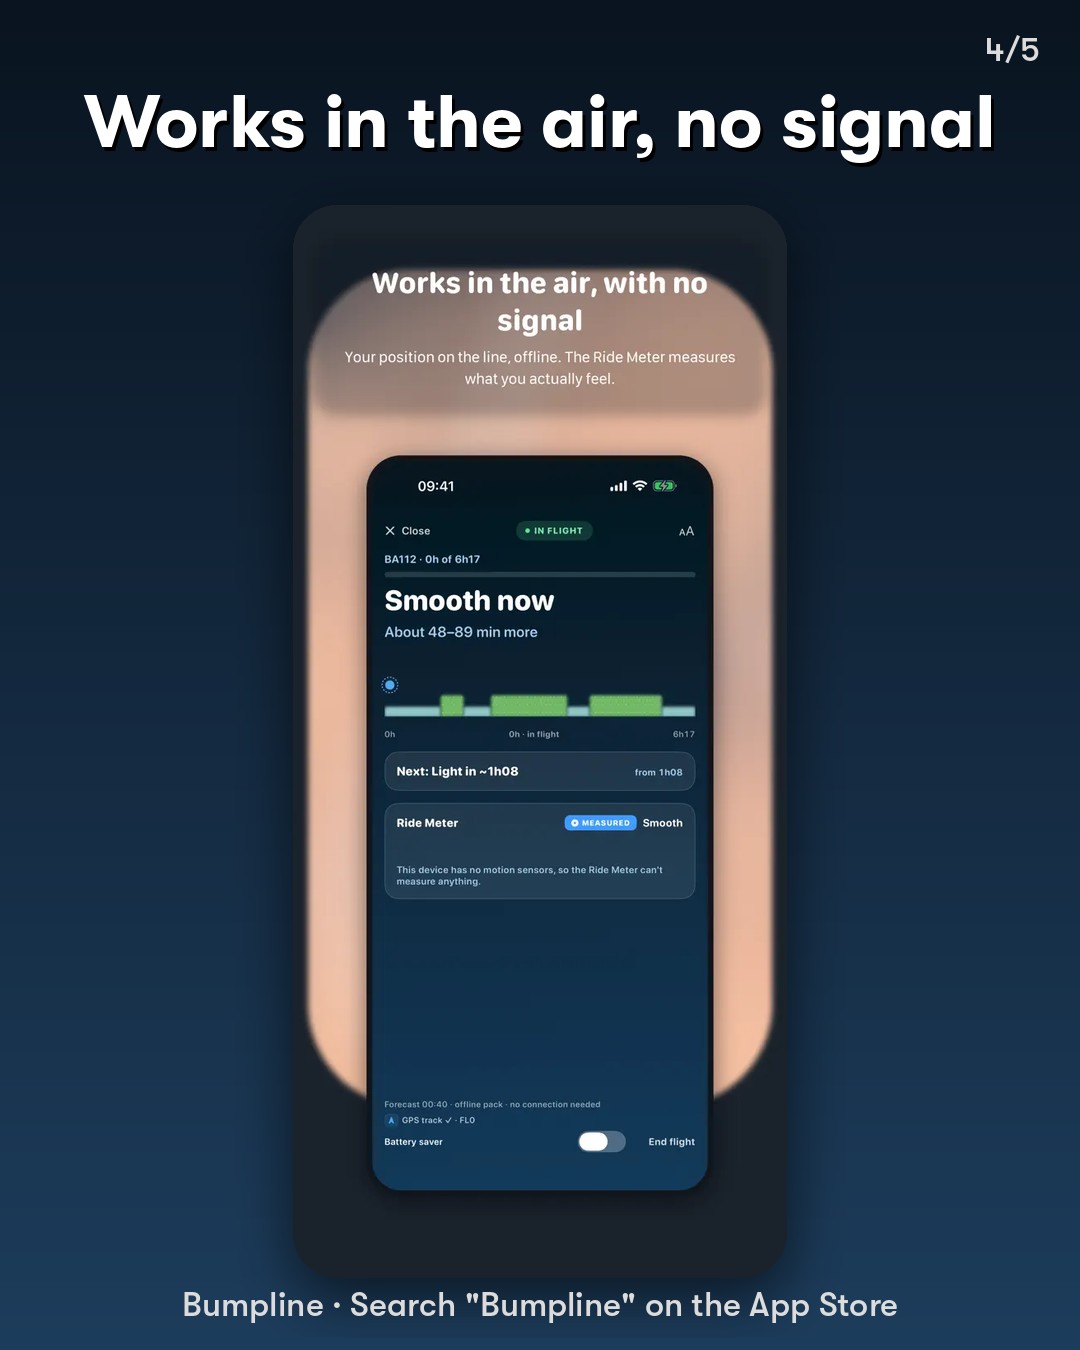 4/5
Works in the air, no signal
Works in the air, with no
signal
Your position on the line, offline. The Ride Meter measures
what you actually feel.
09:41
Close
IN FLIGHT
AA
BA112 · 0h of 6h17
Smooth now
About 48–89 min more
0h
0h · in flight
6h17
Next: Light in ~1h08
from 1h08
Ride Meter
MEASURED
Smooth
This device has no motion sensors, so the Ride Meter can't
measure anything.
Forecast 00:40 · offline pack · no connection needed
GPS track ✓ · FL0
Battery saver
End flight
Bumpline · Search "Bumpline" on the App Store